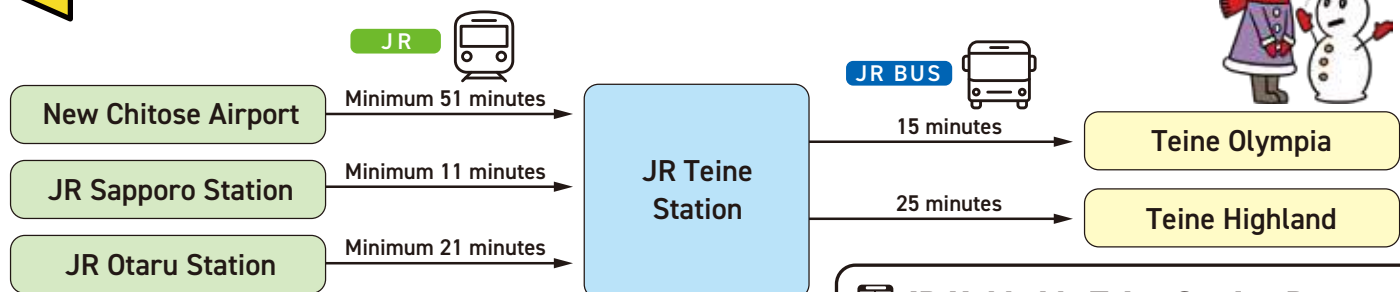 JR
JR BUS
New Chitose Airport
Minimum 51 minutes
JR Sapporo Station
Minimum 11 minutes
JR Otaru Station
Minimum 21 minutes
JR Teine
Station
15 minutes
Teine Olympia
25 minutes
Teine Highland